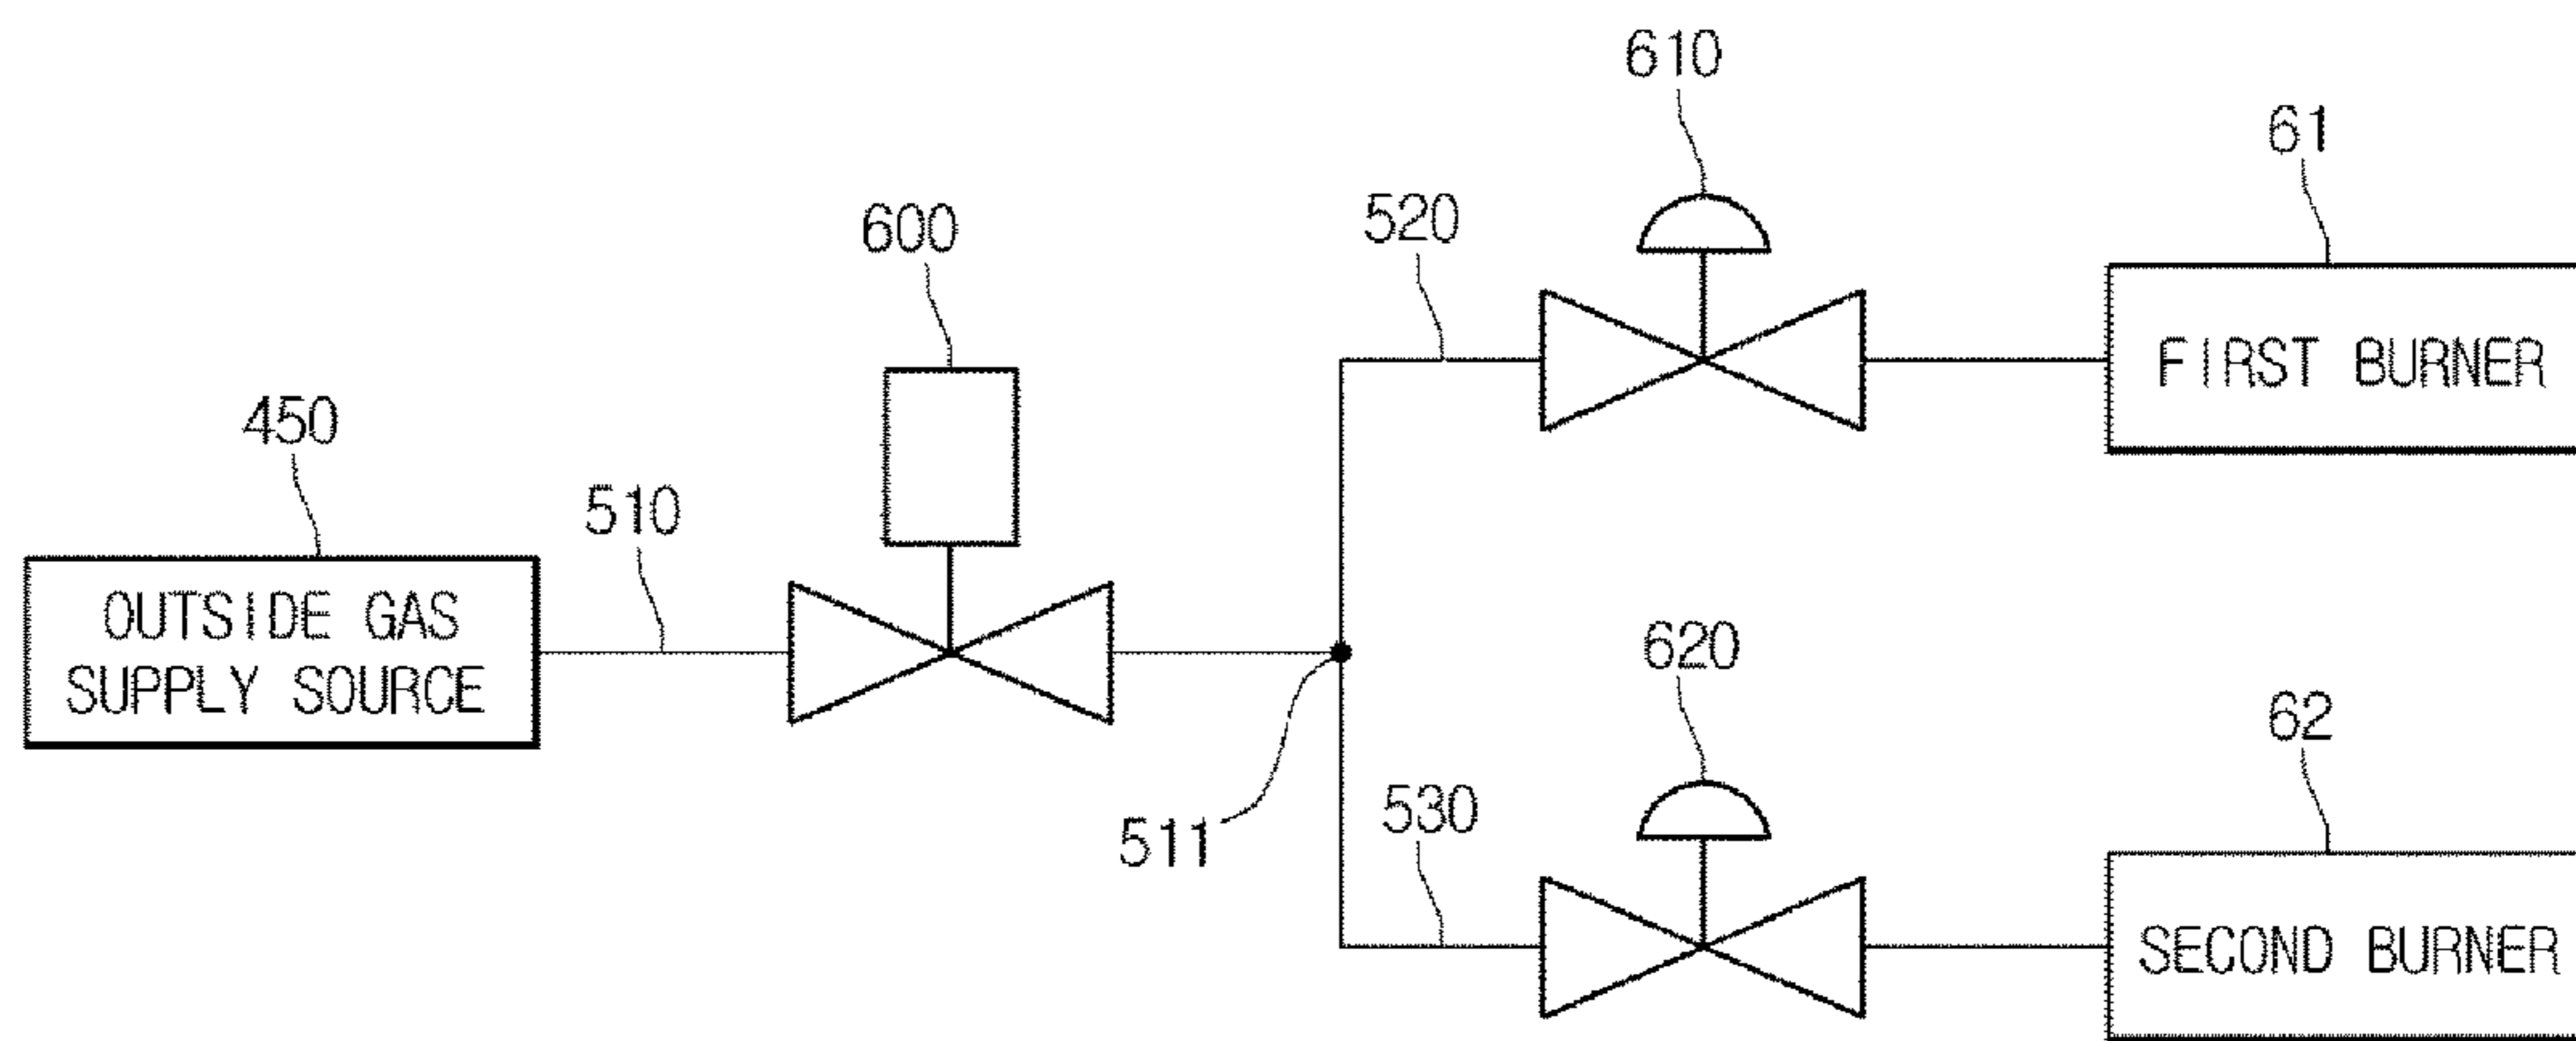 610
61
520
600
FIRST BURNER
450
510
OUTSIDE GAS
SUPPLY SOURCE
620
62
530
511
SECOND BURNER